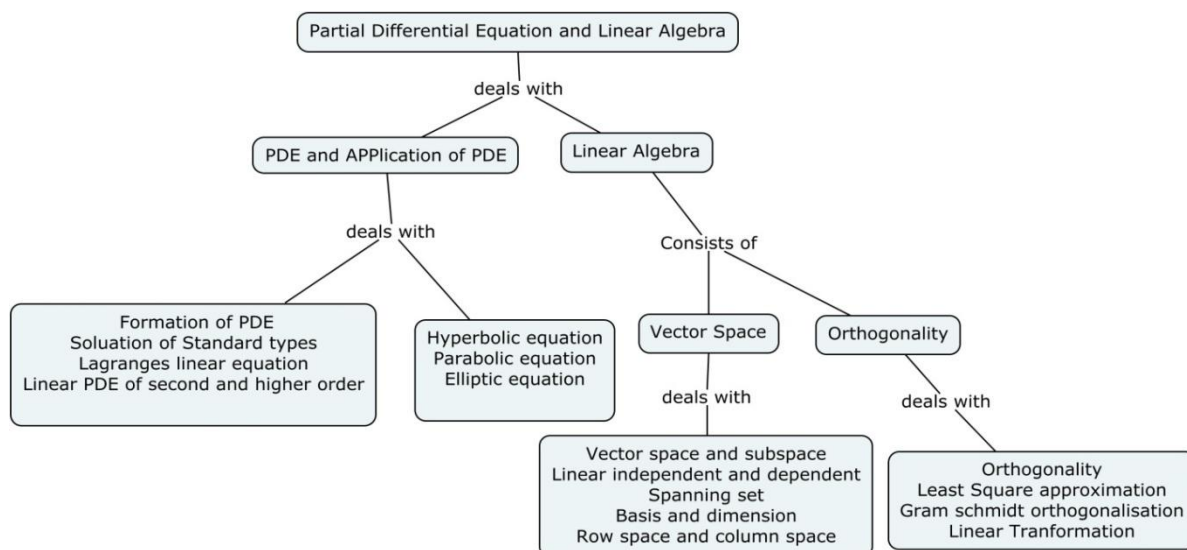 Partial Differential Equation and Linear Algebra
deals with
PDE and APPlication of PDE
Linear Algebra
deals with
Consists of
Formation of PDE
Soluation of Standard types
Lagranges linear equation
Linear PDE of second and higher order
Hyperbolic equation
Parabolic equation
Elliptic equation
Vector Space
Orthogonality
deals with
deals with
Vector space and subspace
Linear independent and dependent
Spanning set
Basis and dimension
Row space and column space
Orthogonality
Least Square approximation
Gram schmidt orthogonalisation
Linear Tranformation